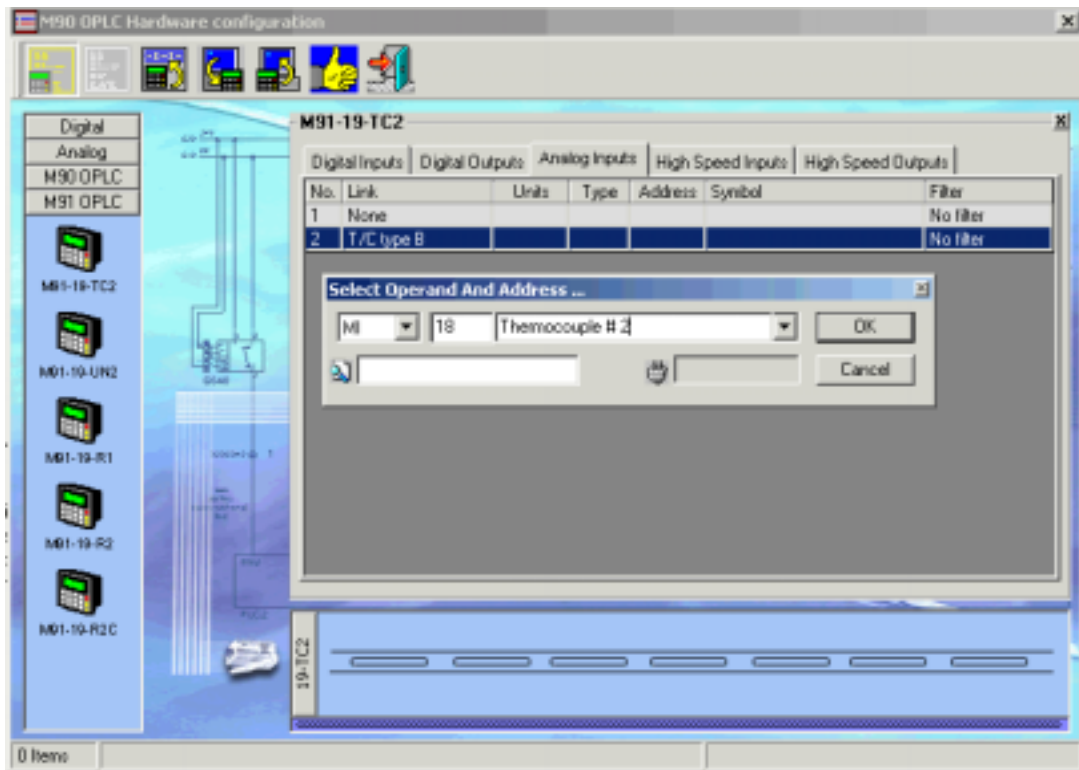 M90 OPLC Hardware configuration
Digital
Analog
M90 OPLC
M91 OPLC
M91-19-TC2
M91-19-UN2
M91-19-R1
M91-19-R2
M91-19-R2C
M91-19-TC2
Digital Inputs Digital Outputs Analog Inputs High Speed Inputs High Speed Outputs
No. Link Units Type Address Symbol Filter
1 None No filter
2 T/C type B No filter
Select Operand And Address ...
MI 18 Themocouple # 2 OK
Cancel
19-TC2
0 Items